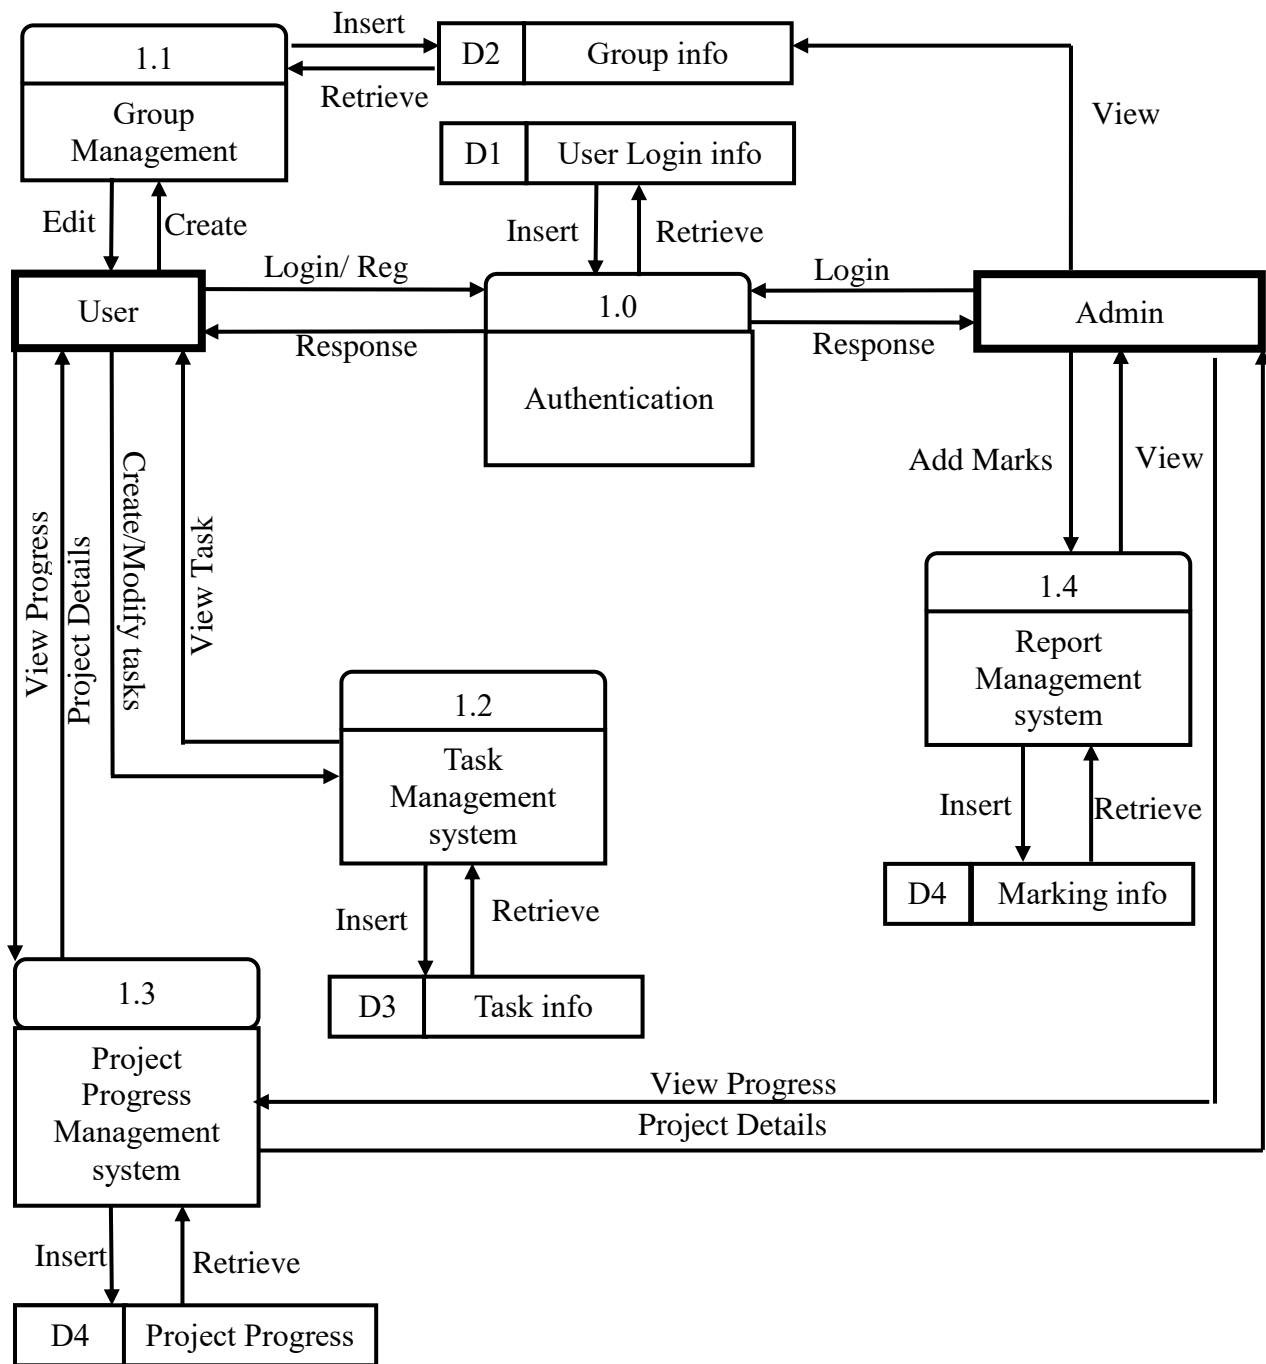 Insert
1.1
D2
Group info
Retrieve
View
Group
Management
D1
User Login info
Edit
Create
Insert
Retrieve
Login/ Reg
Login
User
1.0
Admin
Response
Response
Authentication
Add Marks
View
View Progress
Project Details
Create/Modify tasks
View Task
1.4
Report
Management
system
1.2
Task
Management
system
Insert
Retrieve
D4
Marking info
Insert
Retrieve
1.3
D3
Task info
Project
Progress
Management
system
View Progress
Project Details
Insert
Retrieve
D4
Project Progress